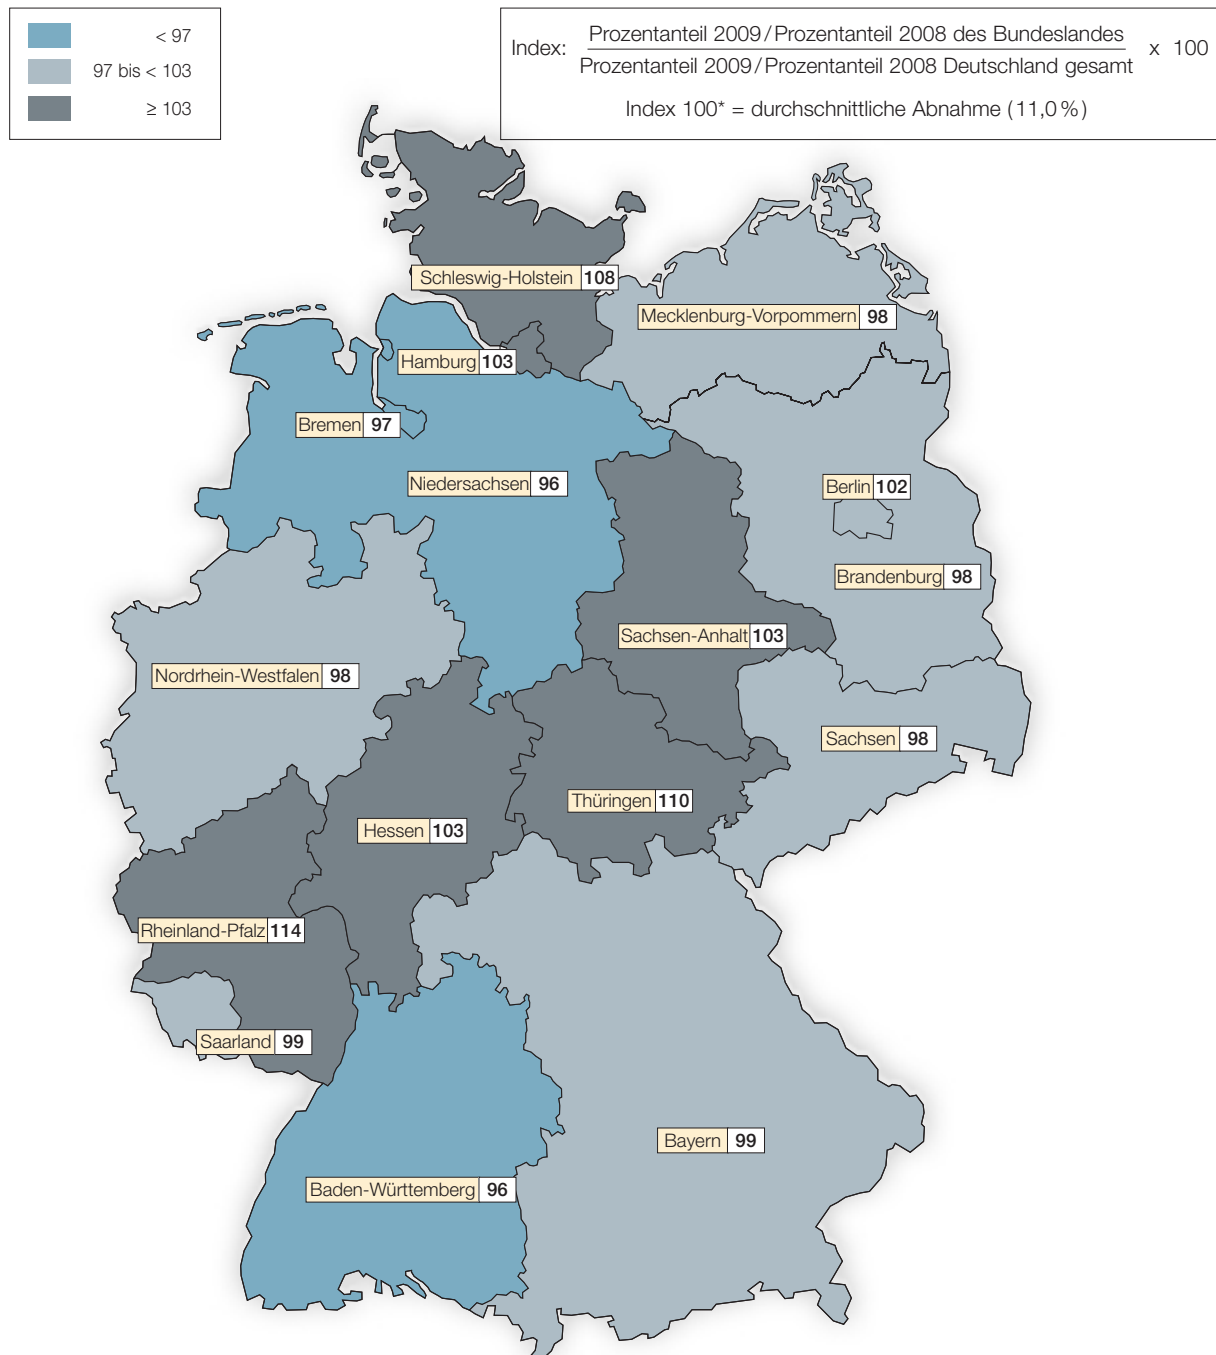 < 97
97 bis < 103
≥ 103
Index: Prozentanteil 2009/Prozentanteil 2008 des Bundeslandes x 100
Prozentanteil 2009/Prozentanteil 2008 Deutschland gesamt
Index 100* = durchschnittliche Abnahme (11,0 %)
Schleswig-Holstein 108
Mecklenburg-Vorpommern 98
Hamburg 103
Bremen 97
Niedersachsen 96
Berlin 102
Brandenburg 98
Sachsen-Anhalt 103
Nordrhein-Westfalen 98
Sachsen 98
Thüringen 110
Hessen 103
Rheinland-Pfalz 114
Saarland 99
Bayern 99
Baden-Württemberg 96